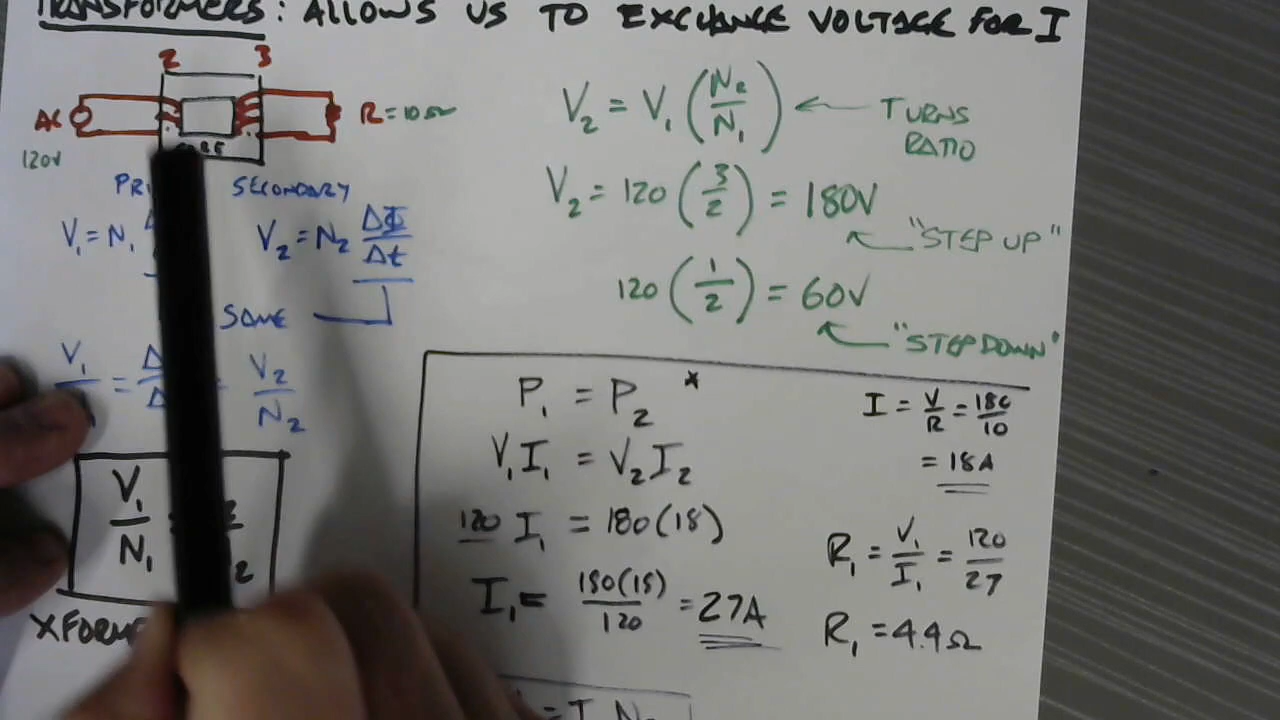 TRANSFORMERS: ALLOWS US TO EXCHANGE VOLTAGE FOR I
2 3
AC
120V
R = 10Ω
SECONDARY
V₁ = N₁
V₂ = N₂ ΔΦ/Δt
SAME
V₁
= V₂/N₂
V₁/N₁
2
V₂ = V₁ (N₂/N₁) ← TURNS RATIO
V₂ = 120 (3/2) = 180V
"STEP UP"
120 (1/2) = 60V
"STEP DOWN"
P₁ = P₂ *
V₁I₁ = V₂I₂
120 I₁ = 180(18)
I₁ = 180(18)/120 = 27A
I = V/R = 180/10
= 18A
R₁ = V₁/I₁ = 120/27
R₁ = 4.4Ω